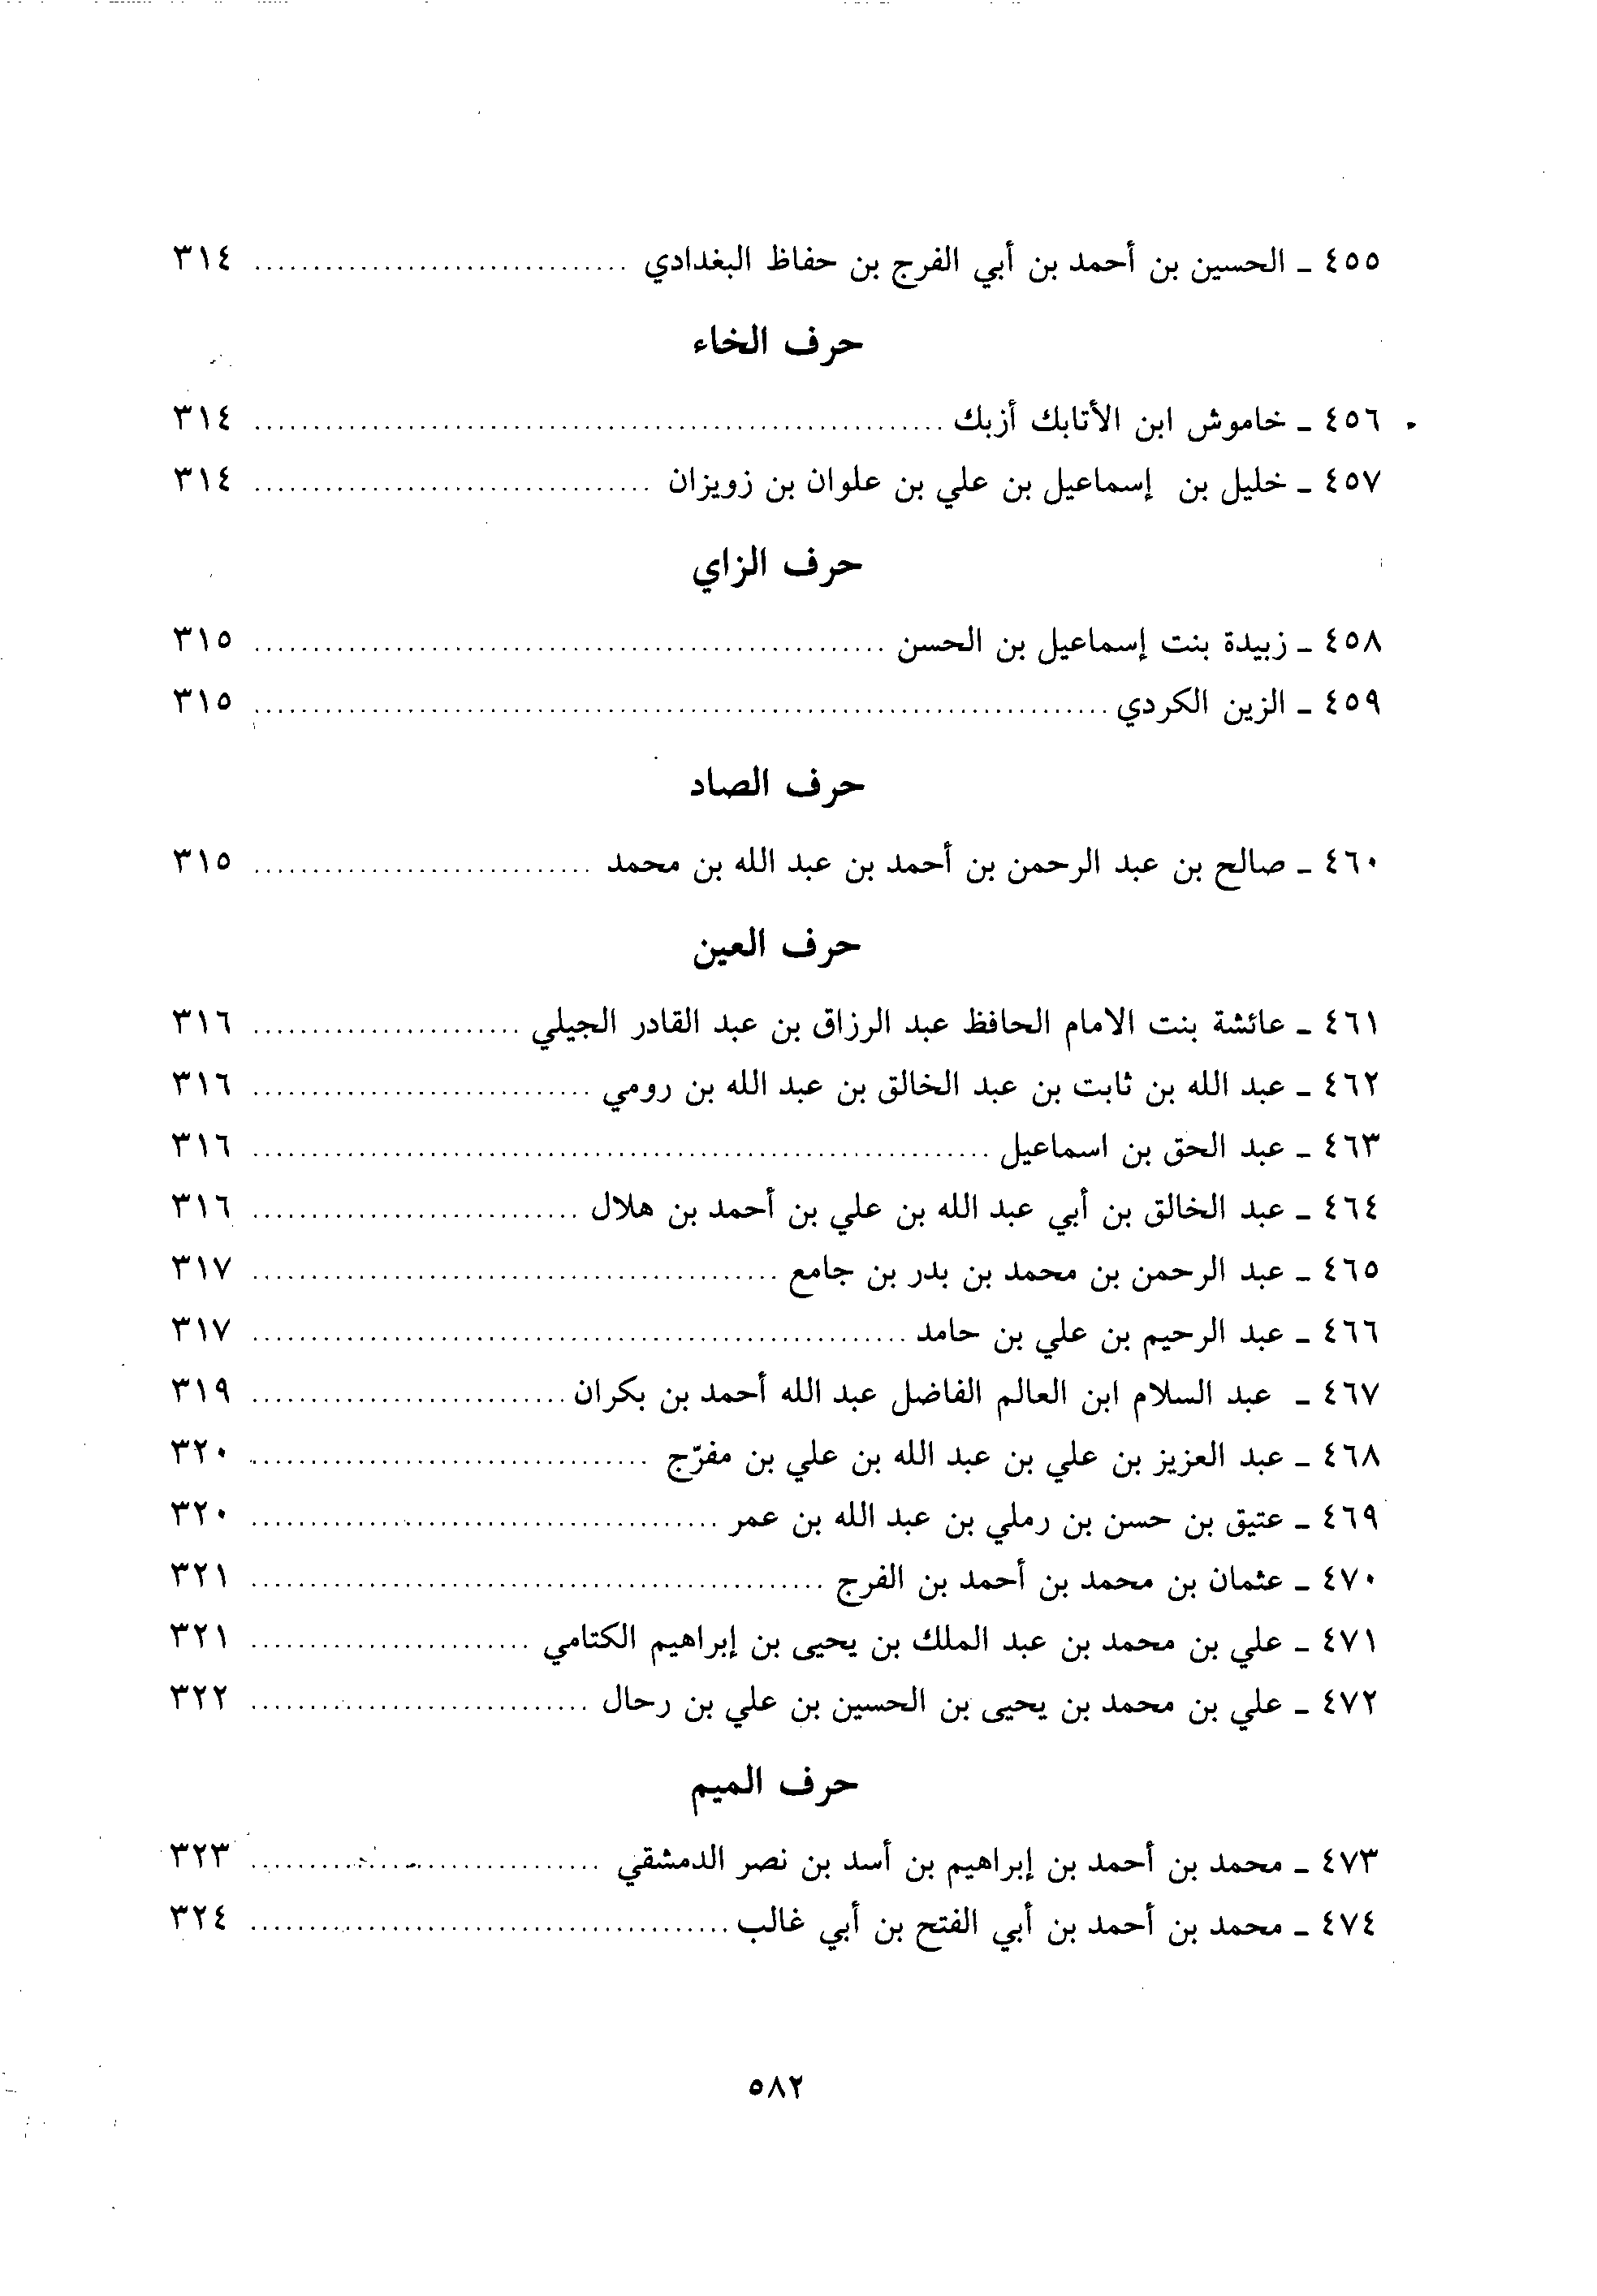 ٤٥٥ ـ الحسين بن أحمد بن أبي الفرج بن حفاظ البغدادي ................................ ٣١٤
حرف الخاء
٤٥٦ ـ خاموش ابن الأتابك أزبك ........................................................... ٣١٤
٤٥٧ ـ خليل بن إسماعيل بن علي بن علوان بن زويزان .................................. ٣١٤
حرف الزاي
٤٥٨ ـ زبيدة بنت إسماعيل بن الحسن ...................................................... ٣١٥
٤٥٩ ـ الزين الكردي ......................................................................... ٣١٥
حرف الصاد
٤٦٠ ـ صالح بن عبد الرحمن بن أحمد بن عبد الله بن محمد ............................. ٣١٥
حرف العين
٤٦١ ـ عائشة بنت الامام الحافظ عبد الرزاق بن عبد القادر الجيلي ....................... ٣١٦
٤٦٢ ـ عبد الله بن ثابت بن عبد الخالق بن عبد الله بن رومي ............................. ٣١٦
٤٦٣ ـ عبد الحق بن اسماعيل ............................................................... ٣١٦
٤٦٤ ـ عبد الخالق بن أبي عبد الله بن علي بن أحمد بن هلال ............................ ٣١٦
٤٦٥ ـ عبد الرحمن بن محمد بن بدر بن جامع ............................................. ٣١٧
٤٦٦ ـ عبد الرحيم بن علي بن حامد ........................................................ ٣١٧
٤٦٧ ـ عبد السلام ابن العالم الفاضل عبد الله أحمد بن بكران ........................... ٣١٩
٤٦٨ ـ عبد العزيز بن علي بن عبد الله بن علي بن مفرّج .................................. ٣٢٠
٤٦٩ ـ عتيق بن حسن بن رملي بن عبد الله بن عمر ........................................ ٣٢٠
٤٧٠ ـ عثمان بن محمد بن أحمد بن الفرج ................................................. ٣٢١
٤٧١ ـ علي بن محمد بن عبد الملك بن يحيى بن إبراهيم الكتامي ........................ ٣٢١
٤٧٢ ـ علي بن محمد بن يحيى بن الحسين بن علي بن رحال ............................. ٣٢٢
حرف الميم
٤٧٣ ـ محمد بن أحمد بن إبراهيم بن أسد بن نصر الدمشقي .............................. ٣٢٣
٤٧٤ ـ محمد بن أحمد بن أبي الفتح بن أبي غالب ......................................... ٣٢٤
٥٨٢